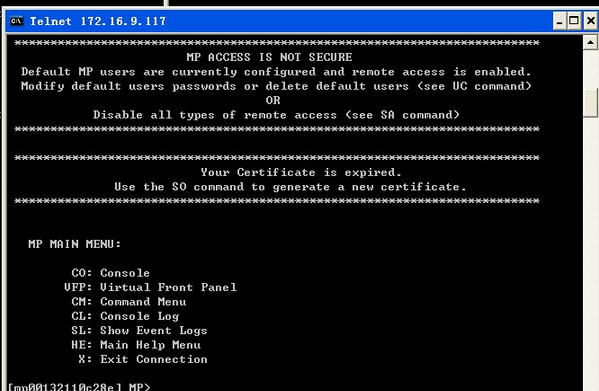 Telnet 172.16.9.117
*****************************************************************************
MP ACCESS IS NOT SECURE
Default MP users are currently configured and remote access is enabled.
Modify default users passwords or delete default users (see UC command)
OR
Disable all types of remote access (see SA command)
*****************************************************************************
*****************************************************************************
Your Certificate is expired.
Use the SO command to generate a new certificate.
*****************************************************************************
MP MAIN MENU:
CO: Console
VFP: Virtual Front Panel
CM: Command Menu
CL: Console Log
SL: Show Event Logs
HE: Main Help Menu
X: Exit Connection
[mp00132110c28e] MP>